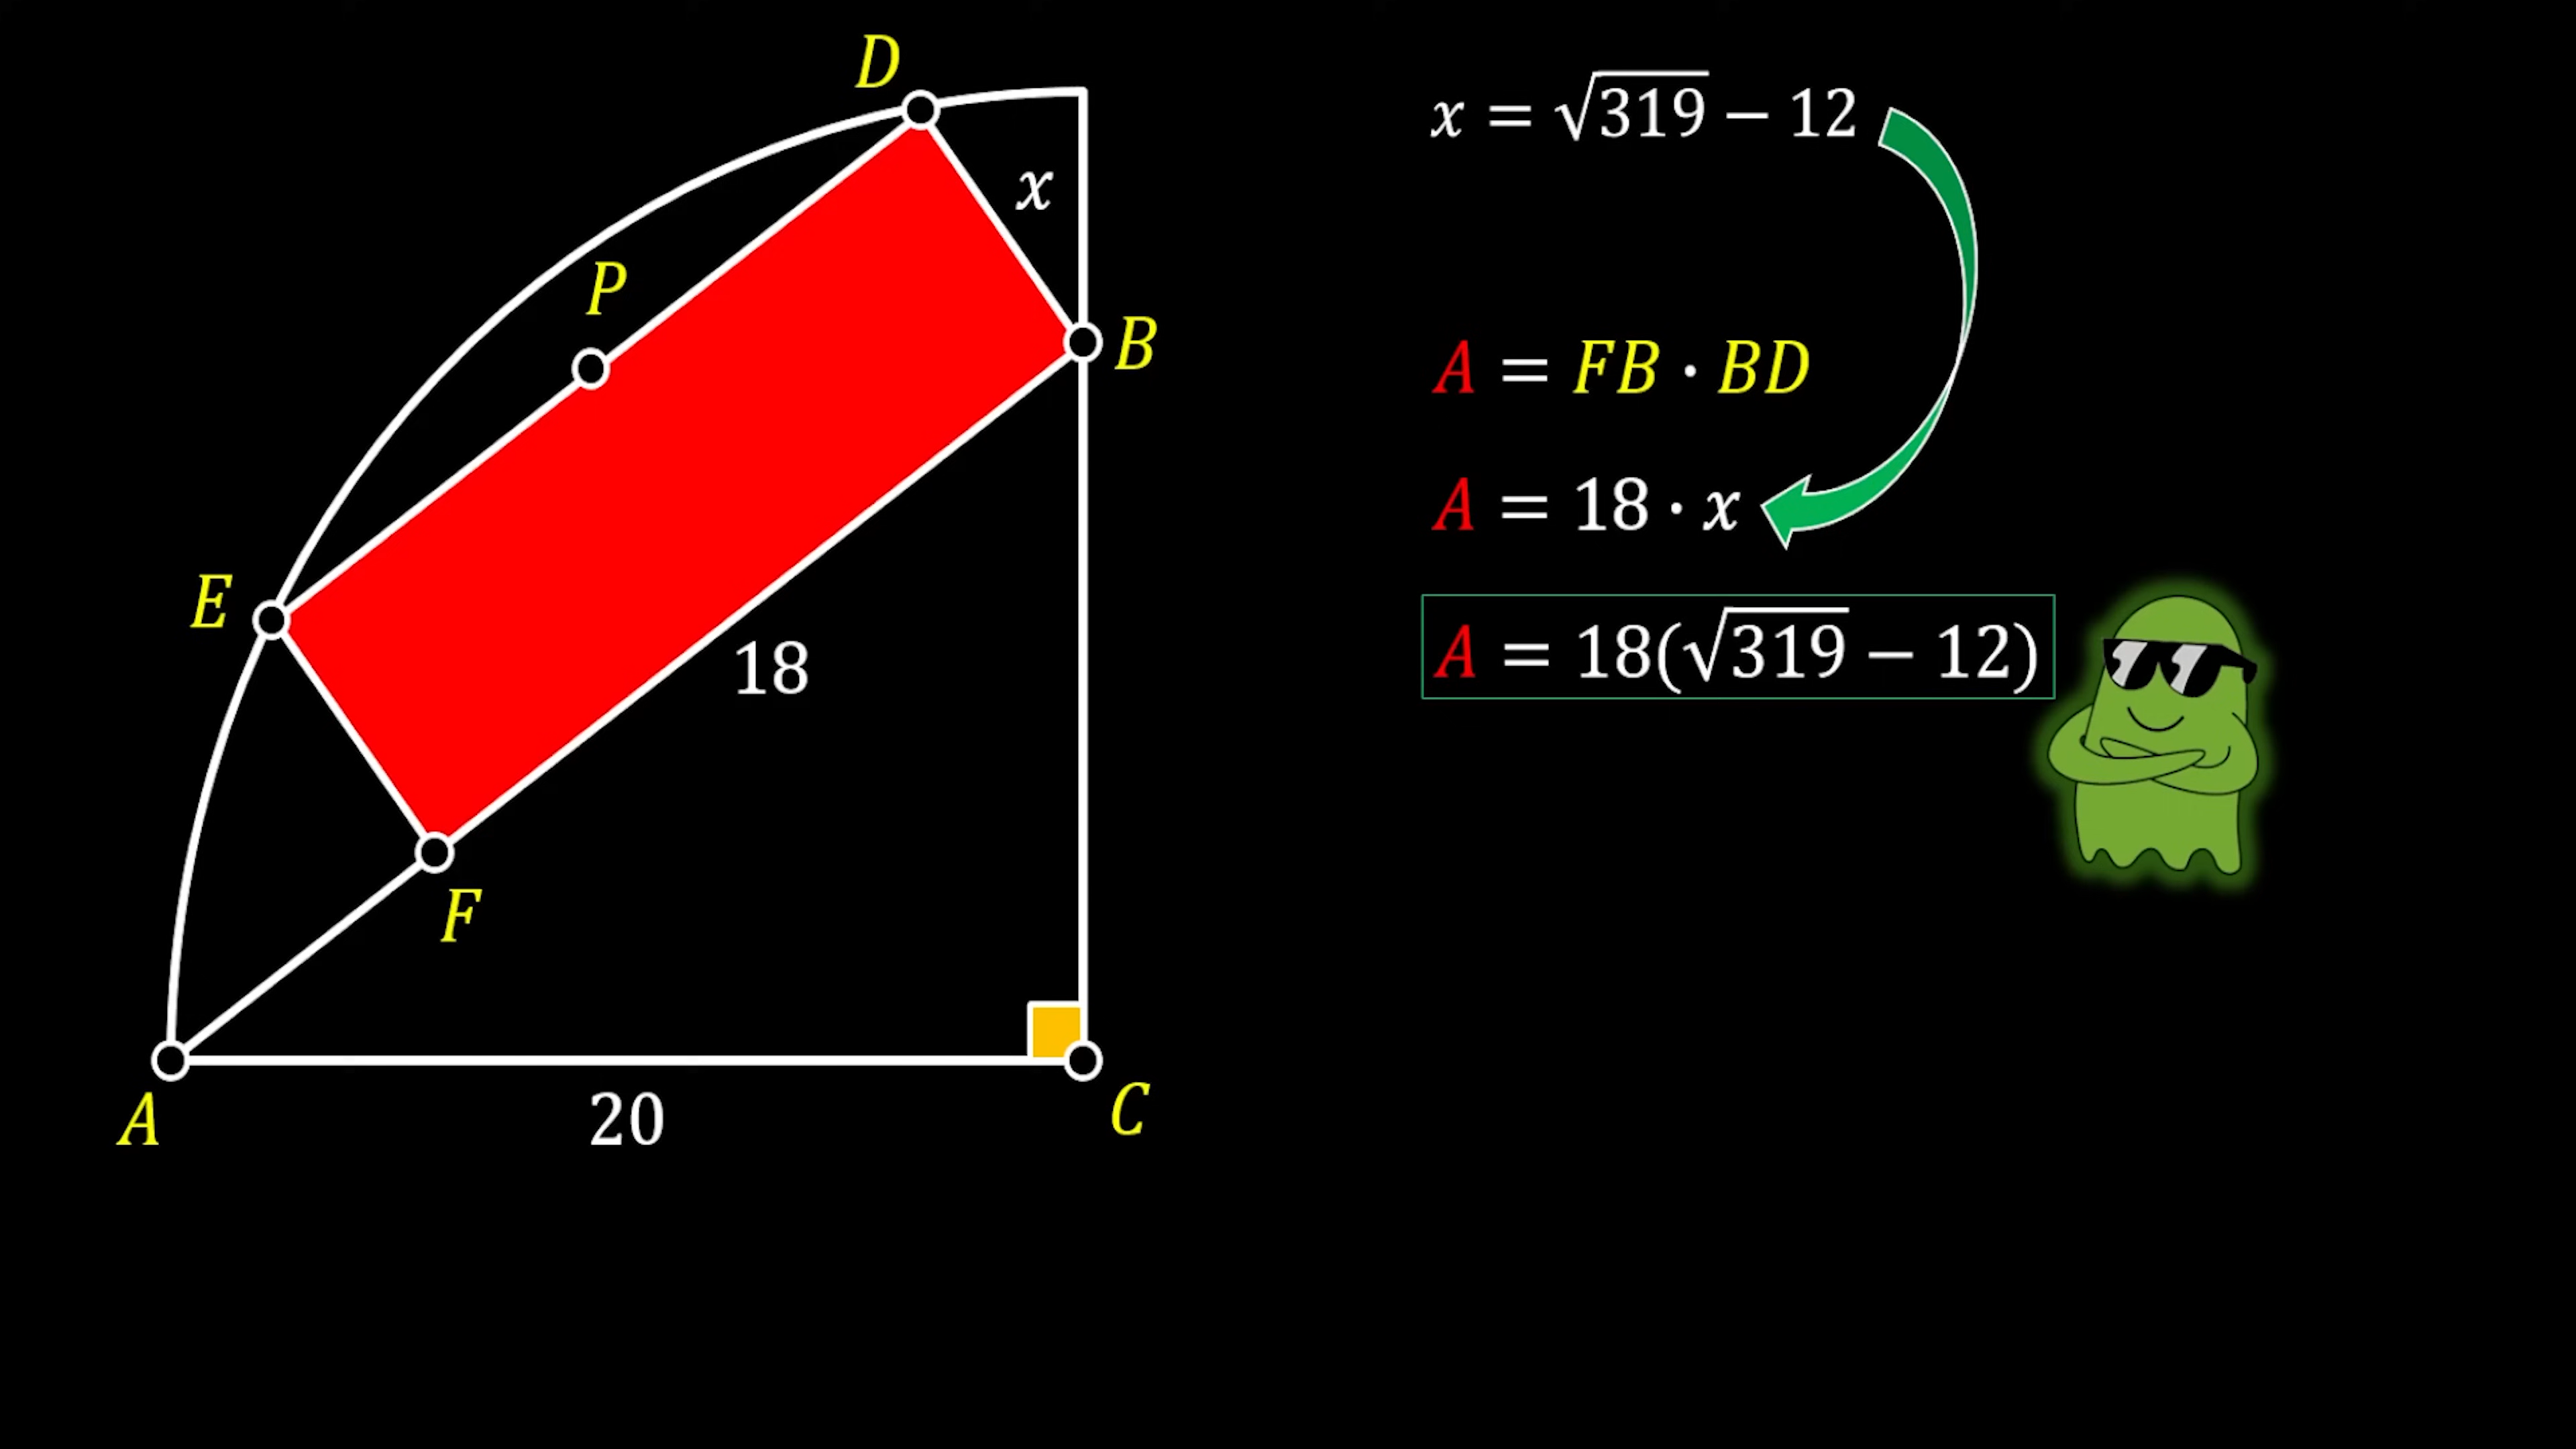 D
x = √319 − 12
x
P
B
A = FB · BD
A = 18 · x
E
18
A = 18(√319 − 12)
F
A
20
C